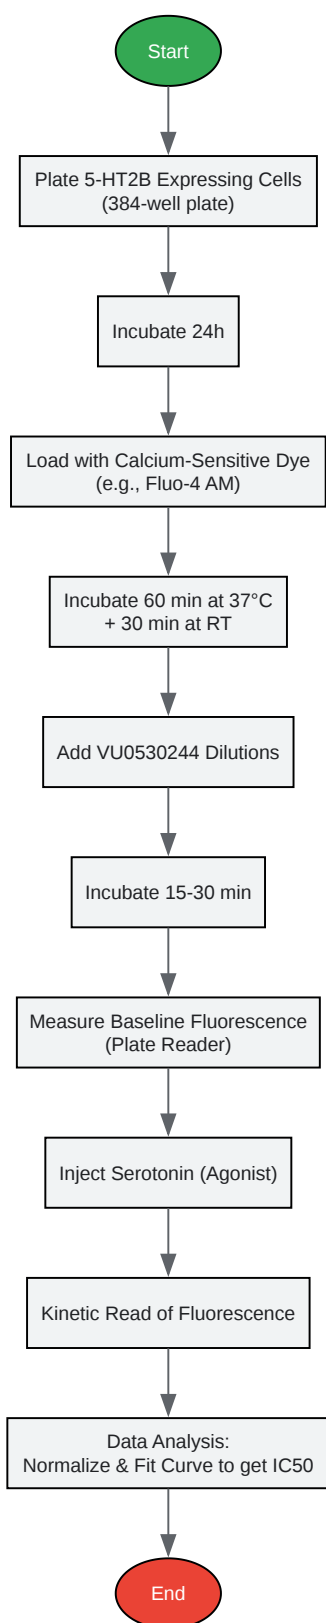 Start
Plate 5-HT2B Expressing Cells
(384-well plate)
Incubate 24h
Load with Calcium-Sensitive Dye
(e.g., Fluo-4 AM)
Incubate 60 min at 37°C
+ 30 min at RT
Add VU0530244 Dilutions
Incubate 15-30 min
Measure Baseline Fluorescence
(Plate Reader)
Inject Serotonin (Agonist)
Kinetic Read of Fluorescence
Data Analysis:
Normalize & Fit Curve to get IC50
End